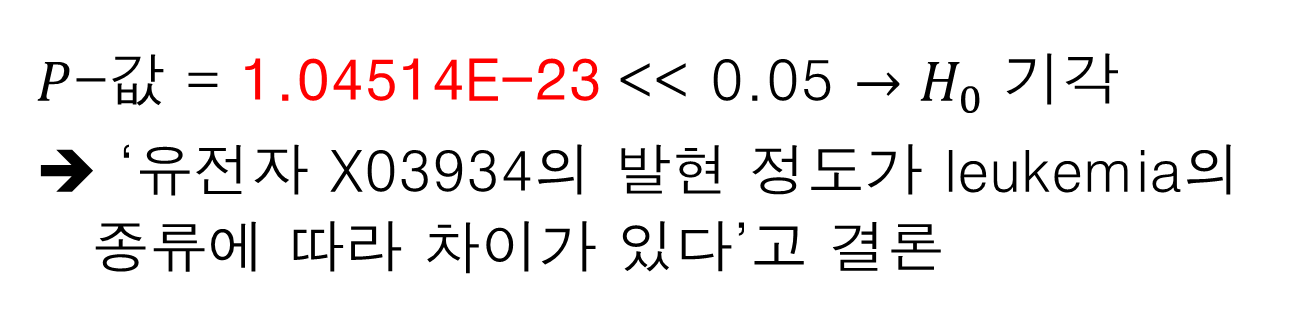 P-값 = 1.04514E-23 << 0.05 → H₀ 기각
➔ ‘유전자 X03934의 발현 정도가 leukemia의
종류에 따라 차이가 있다’고 결론